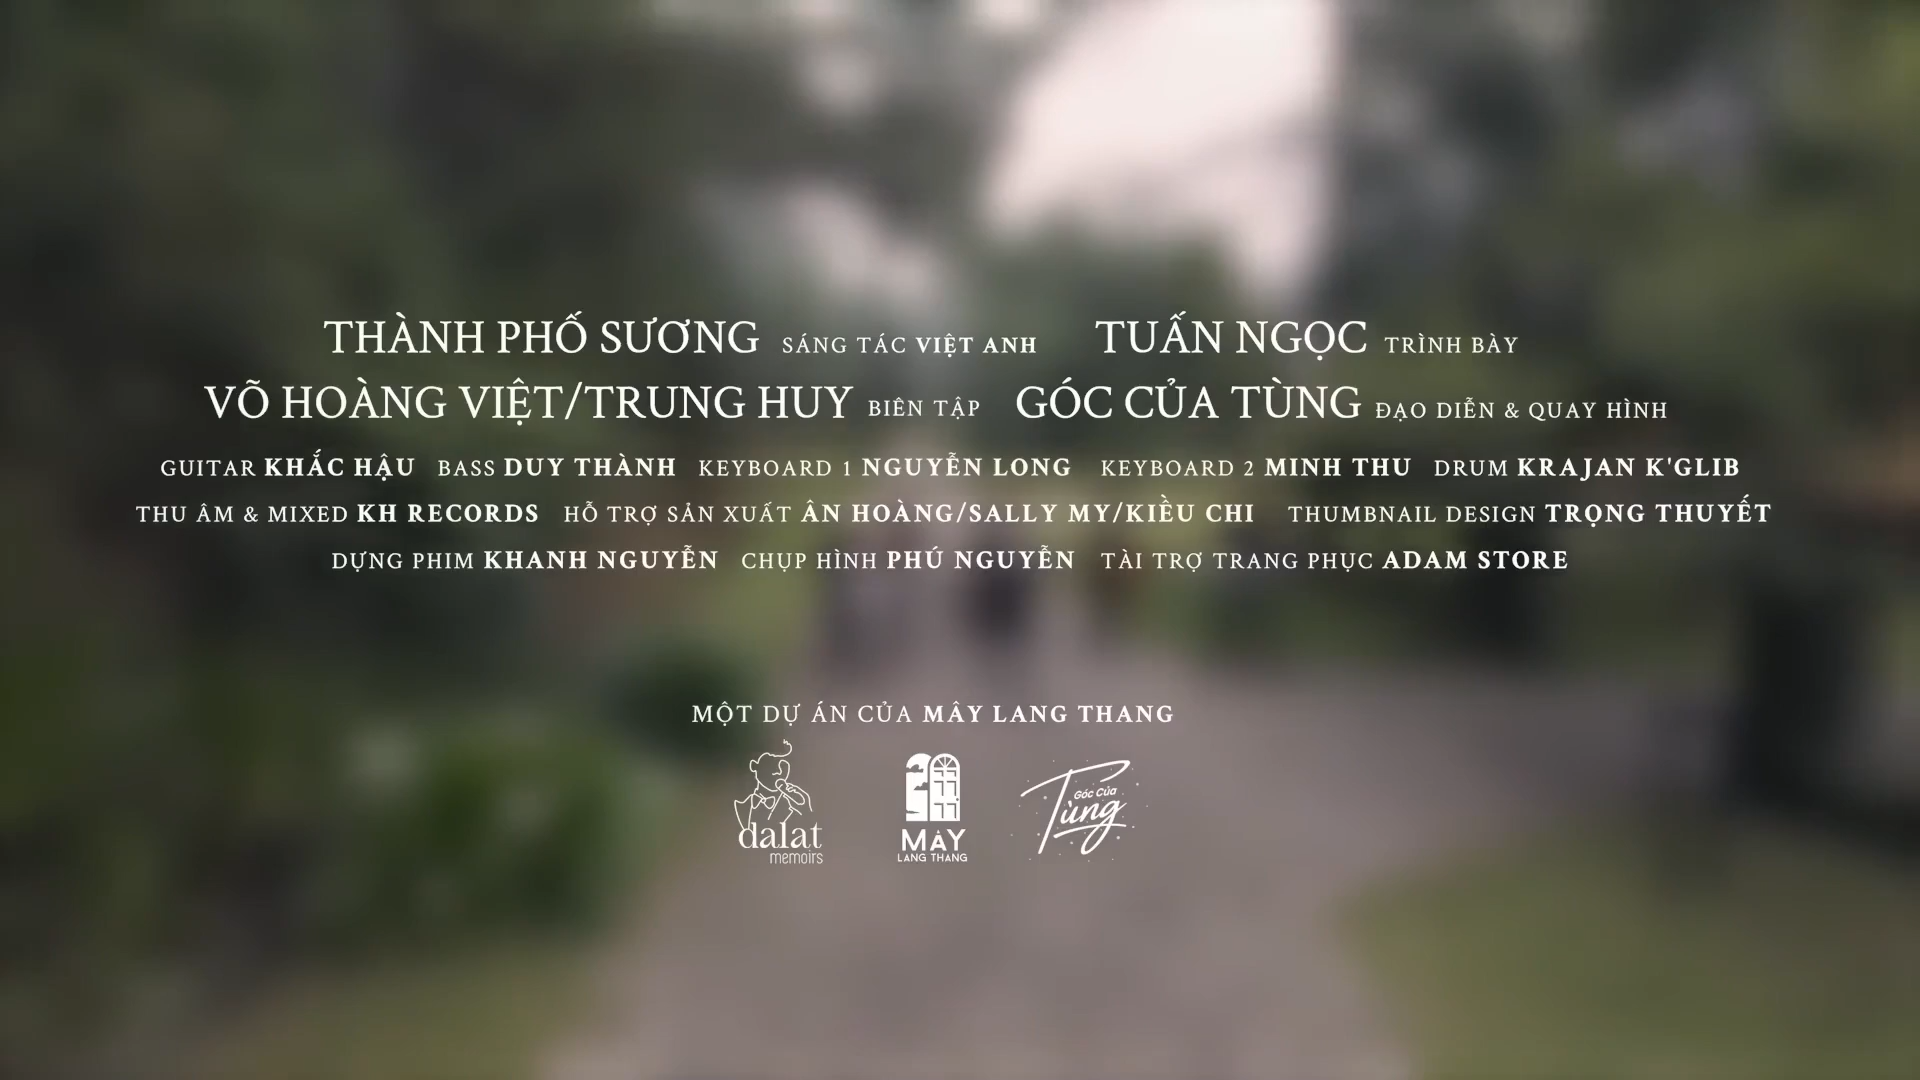 THÀNH PHỐ SƯƠNG SÁNG TÁC VIỆT ANH TUẤN NGỌC TRÌNH BÀY
VÕ HOÀNG VIỆT/TRUNG HUY BIÊN TẬP GÓC CỦA TÙNG ĐẠO DIỄN & QUAY HÌNH
GUITAR KHẮC HẬU BASS DUY THÀNH KEYBOARD 1 NGUYỄN LONG KEYBOARD 2 MINH THU DRUM KRAJAN K'GLIB
THU ÂM & MIXED KH RECORDS HỖ TRỢ SẢN XUẤT ÂN HOÀNG/SALLY MY/KIỀU CHI THUMBNAIL DESIGN TRỌNG THUYẾT
DỰNG PHIM KHANH NGUYỄN CHỤP HÌNH PHÚ NGUYỄN TÀI TRỢ TRANG PHỤC ADAM STORE
MỘT DỰ ÁN CỦA MÂY LANG THANG
dalat
memoirs
MÂY
LANG THANG
Góc Của
Tùng